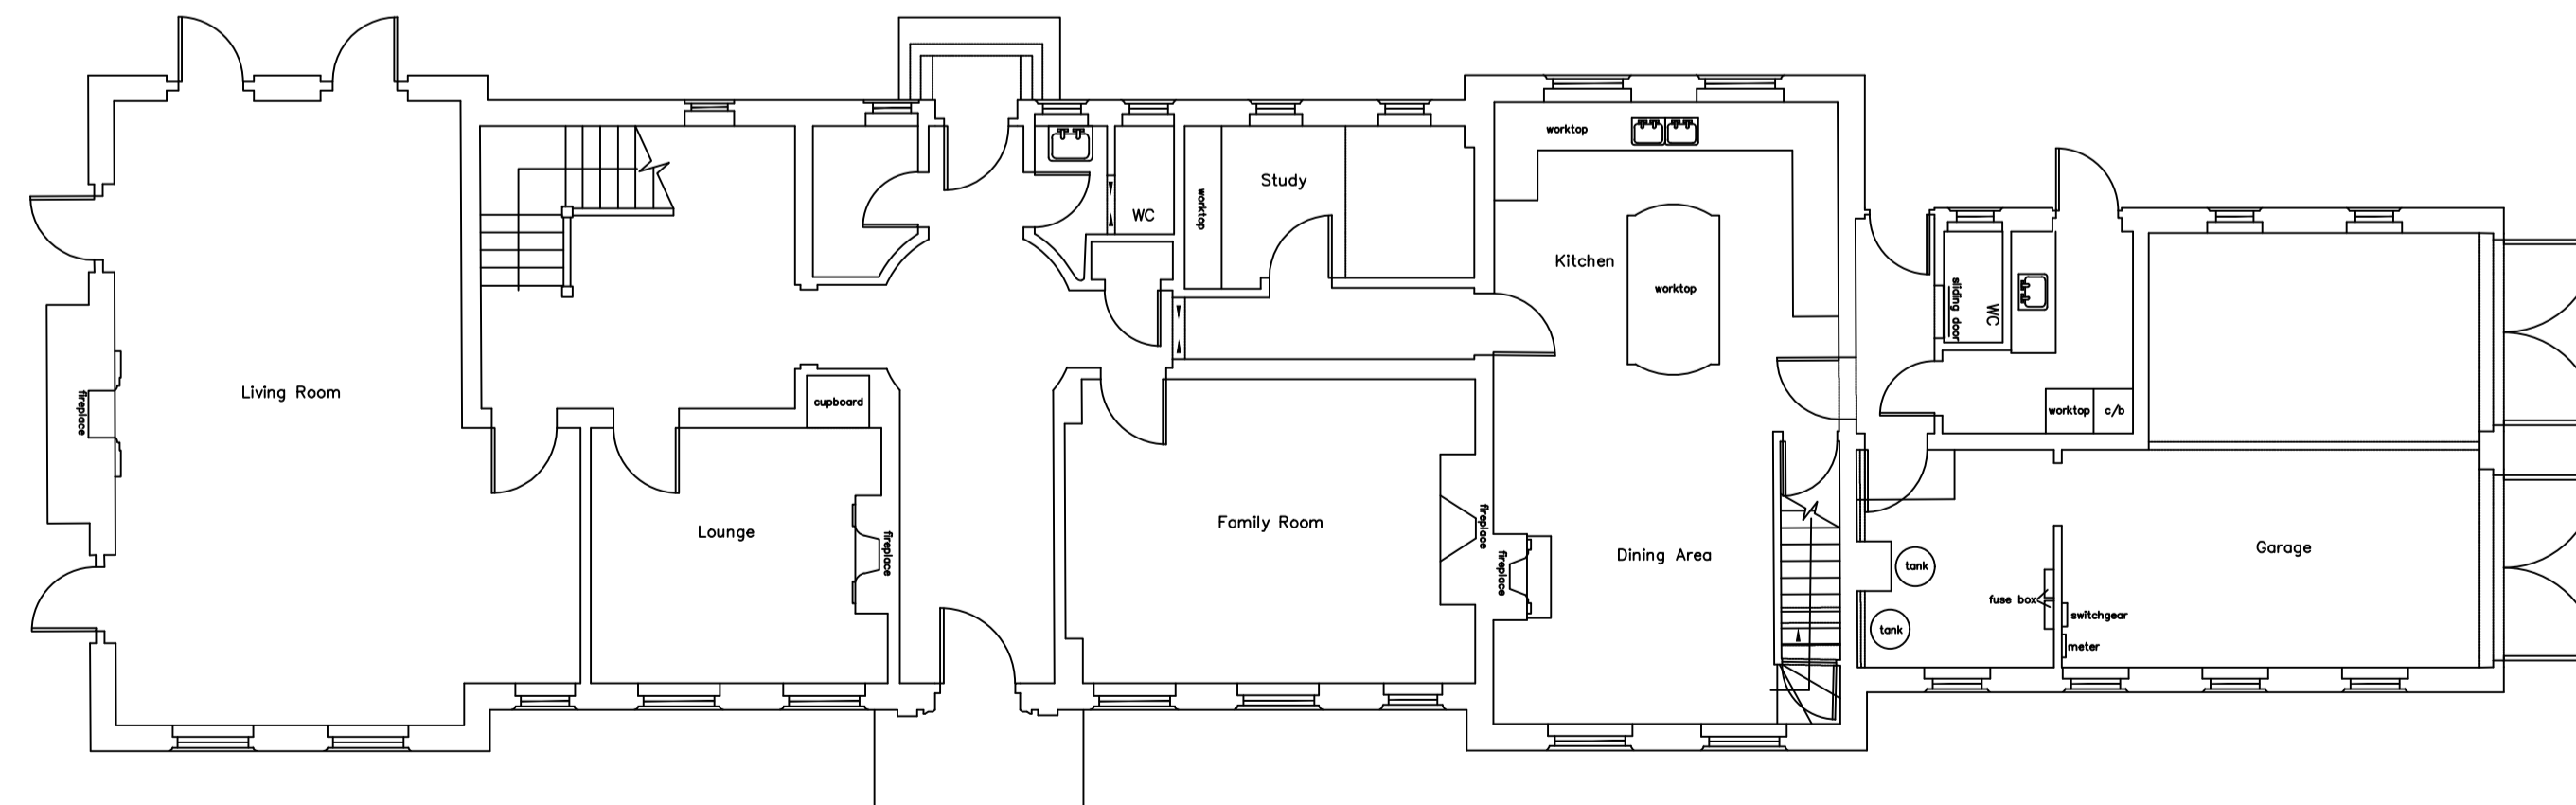 worktop
Study
worktop
WC
Kitchen
worktop
sliding door
WC
Living Room
fireplace
cupboard
worktop
c/b
Lounge
fireplace
Family Room
fireplace
fireplace
Dining Area
Garage
tank
fuse box
switchgear
tank
meter